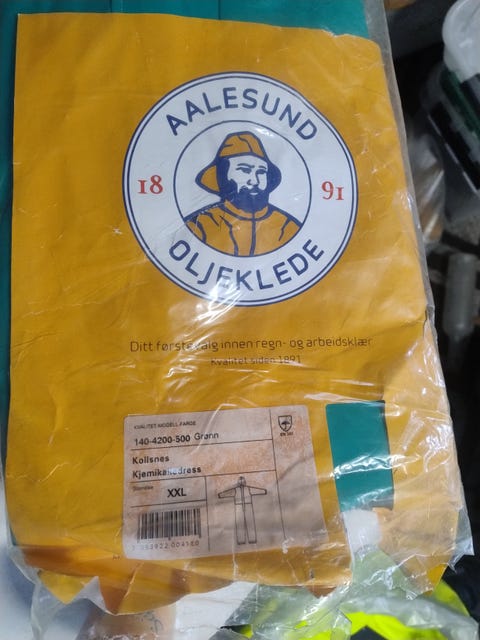 AALESUND
18 91
OLJEKLEDE
Ditt førstevalg innen regn- og arbeidsklær
Kvalitet siden 1891
KVALITET-MODELL-FARGE
140-4200-500 Grønn
Kollsnes
Kjemikaliedress
Størrelse
XXL